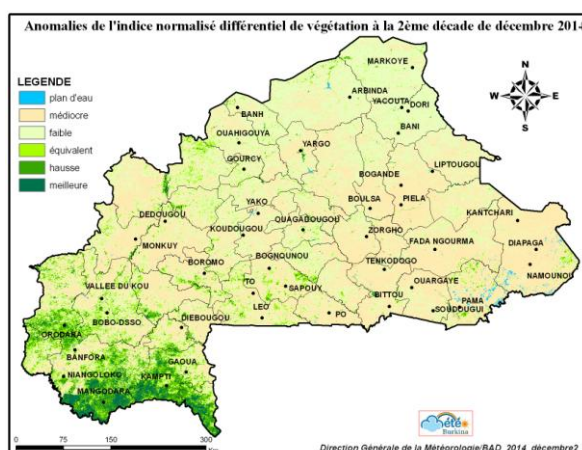 Anomalies de l'indice normalisé différentiel de végétation à la 2ème décade de décembre 2014
LEGENDE
plan d'eau
médiocre
faible
équivalent
hausse
meilleure
N
W E
S
MARKOYE
ARBINDA
YACOUTA
DORI
BANH
BANI
OUAHIGOUYA
YARGO
GOURCY
LIPTOUGOU
BOGANDE
YAKO
BOULSA
PIELA
KANTCHARI
DEDOUGOU
OUAGABOUGOU
KOUDOUGOU
ZORGHO
MONKUY
FADA NGOURMA
DIAPAGA
BOGNOUNOU
BOROMO
TENKODOGO
NAMOUNOU
VALLEE DU KOU
TO
SAPOUY
OUARGAYE
BITTOU
PAMA
LEO
PO
SOUDOUGUI
BOBO-DSSO
DIEBOUGOU
ORODARA
BANFORA
GAOUA
NIANGOLOKO
KAMPTI
MANGODARA
0 75 150 300
Km
Météo
Burkina
Direction Générale de la Météorologie/BAD, 2014, décembre2